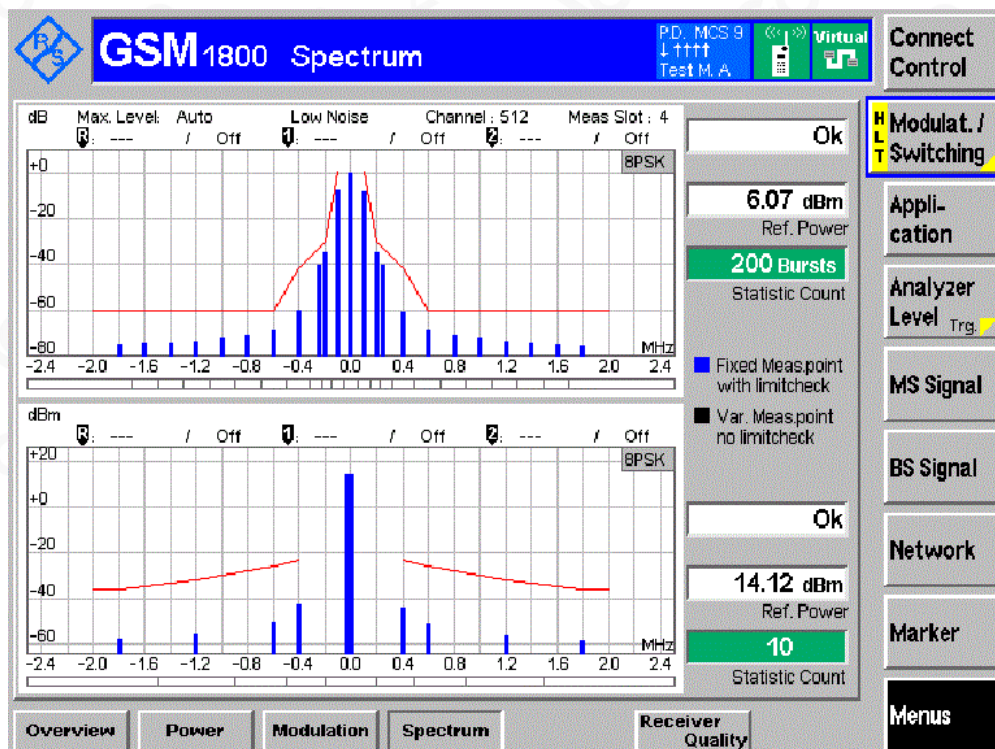 R/S
GSM 1800 Spectrum
P.D. MCS 9
↓ ↑↑↑↑
Test M. A.
Virtual
Connect
Control
dB Max. Level: Auto Low Noise Channel : 512 Meas Slot : 4
R: --- / Off 1: --- / Off 2: --- / Off
8PSK
+0
-20
-40
-60
-80
MHz
-2.4 -2.0 -1.6 -1.2 -0.8 -0.4 0.0 0.4 0.8 1.2 1.6 2.0 2.4
Ok
6.07 dBm
Ref. Power
200 Bursts
Statistic Count
Fixed Meas.point
with limitcheck
Var. Meas.point
no limitcheck
dBm
R: --- / Off 1: --- / Off 2: --- / Off
8PSK
+20
+0
-20
-40
-60
MHz
-2.4 -2.0 -1.6 -1.2 -0.8 -0.4 0.0 0.4 0.8 1.2 1.6 2.0 2.4
Ok
14.12 dBm
Ref. Power
10
Statistic Count
HLT
Modulat. /
Switching
Appli-
cation
Analyzer
Level Trg.
MS Signal
BS Signal
Network
Marker
Menus
Overview
Power
Modulation
Spectrum
Receiver
Quality